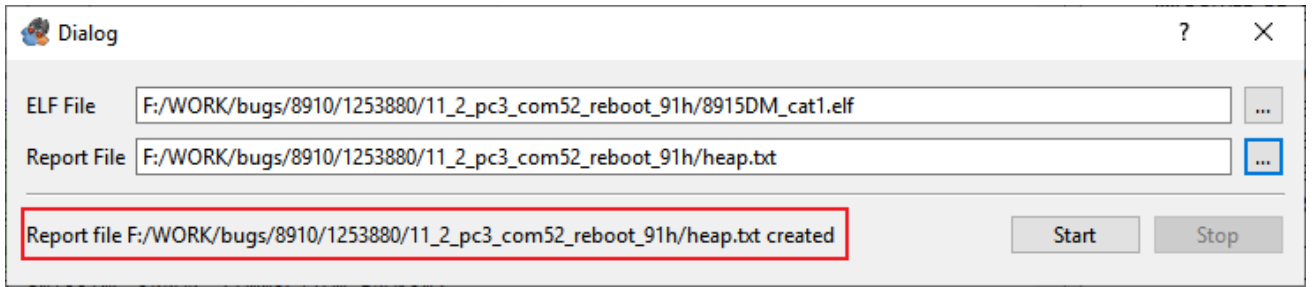 Dialog ?
ELF File F:/WORK/bugs/8910/1253880/11_2_pc3_com52_reboot_91h/8915DM_cat1.elf ...
Report File F:/WORK/bugs/8910/1253880/11_2_pc3_com52_reboot_91h/heap.txt ...
Report file F:/WORK/bugs/8910/1253880/11_2_pc3_com52_reboot_91h/heap.txt created Start Stop